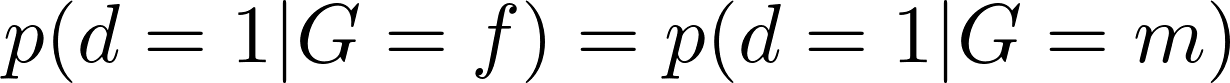 p(d = 1|G = f) = p(d = 1|G = m)